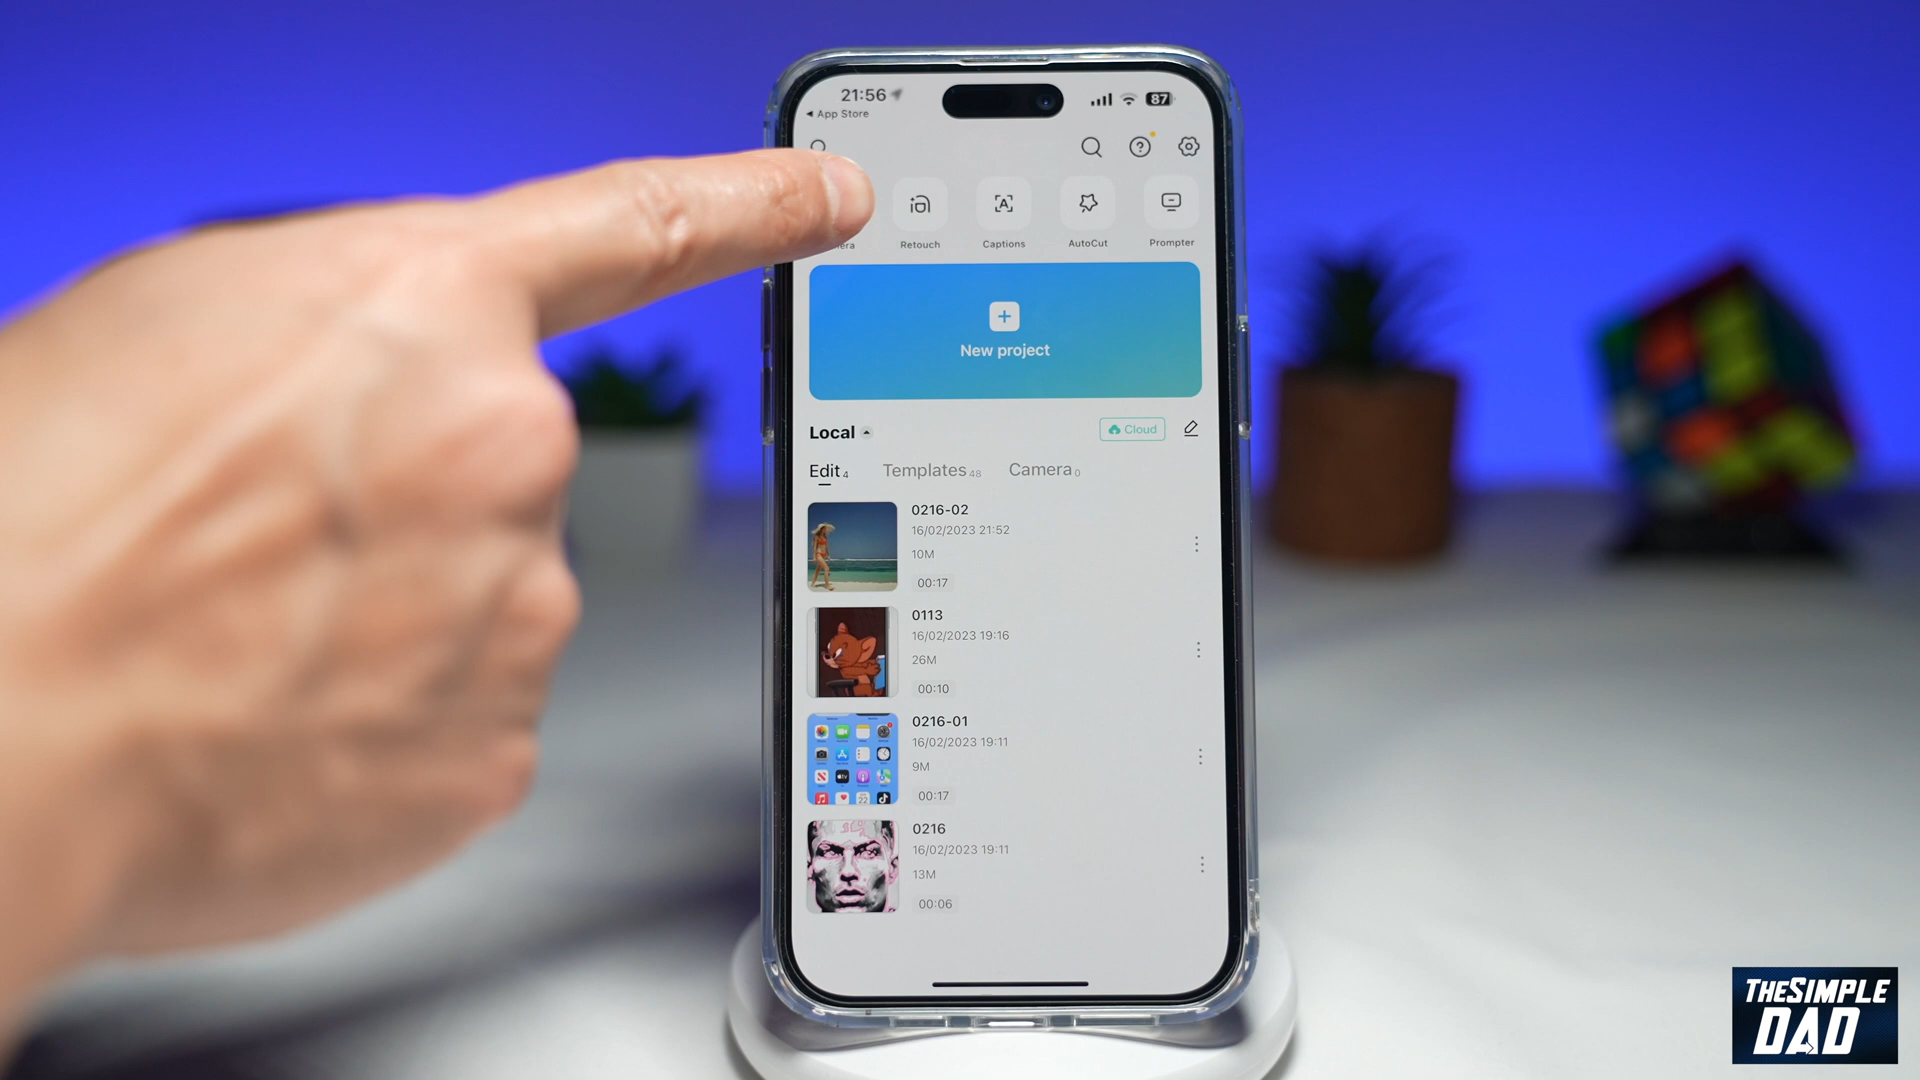 21:56
87
App Store
Retouch
Captions
AutoCut
Prompter
New project
Local
Cloud
Edit 4
Templates 48
Camera 0
0216-02
16/02/2023 21:52
10M
00:17
0113
16/02/2023 19:16
26M
00:10
0216-01
16/02/2023 19:11
9M
00:17
0216
16/02/2023 19:11
13M
00:06
THESIMPLE
DAD